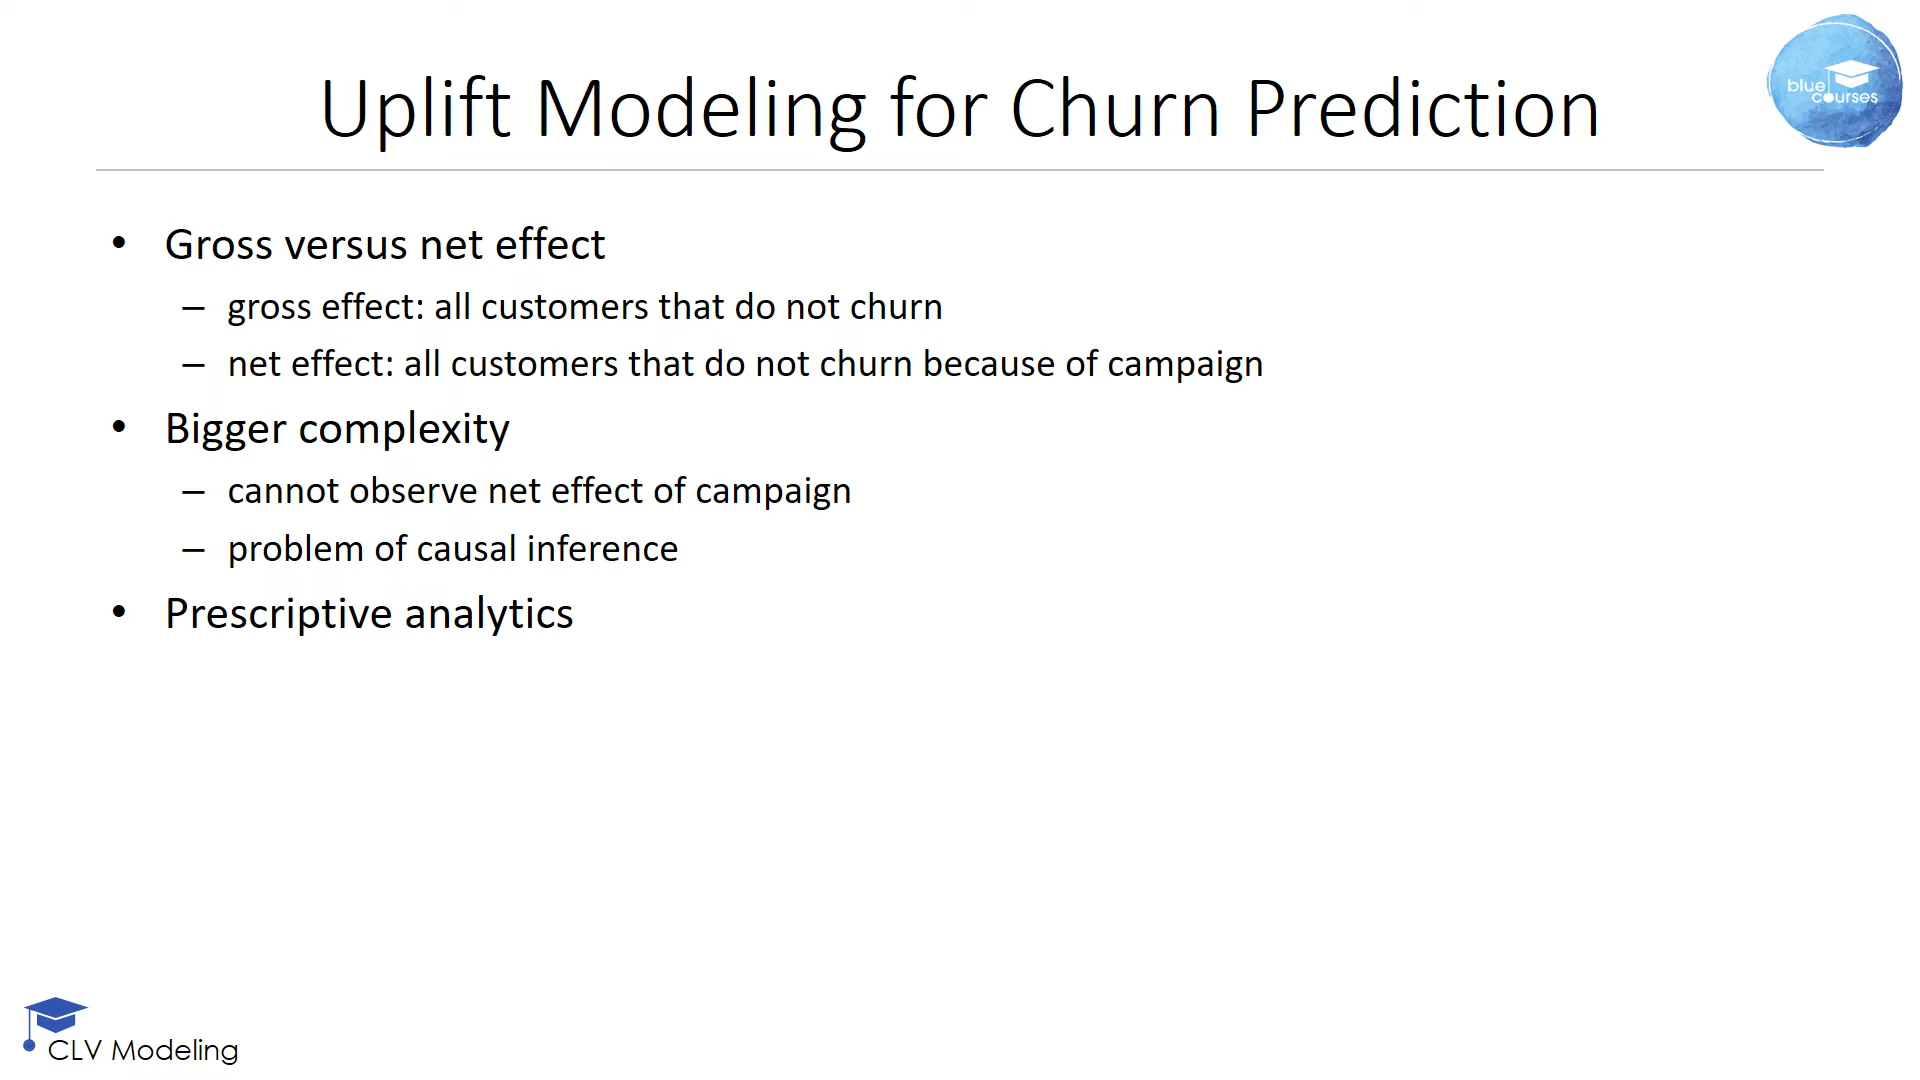 Uplift Modeling for Churn Prediction
blue
courses
• Gross versus net effect
– gross effect: all customers that do not churn
– net effect: all customers that do not churn because of campaign
• Bigger complexity
– cannot observe net effect of campaign
– problem of causal inference
• Prescriptive analytics
CLV Modeling